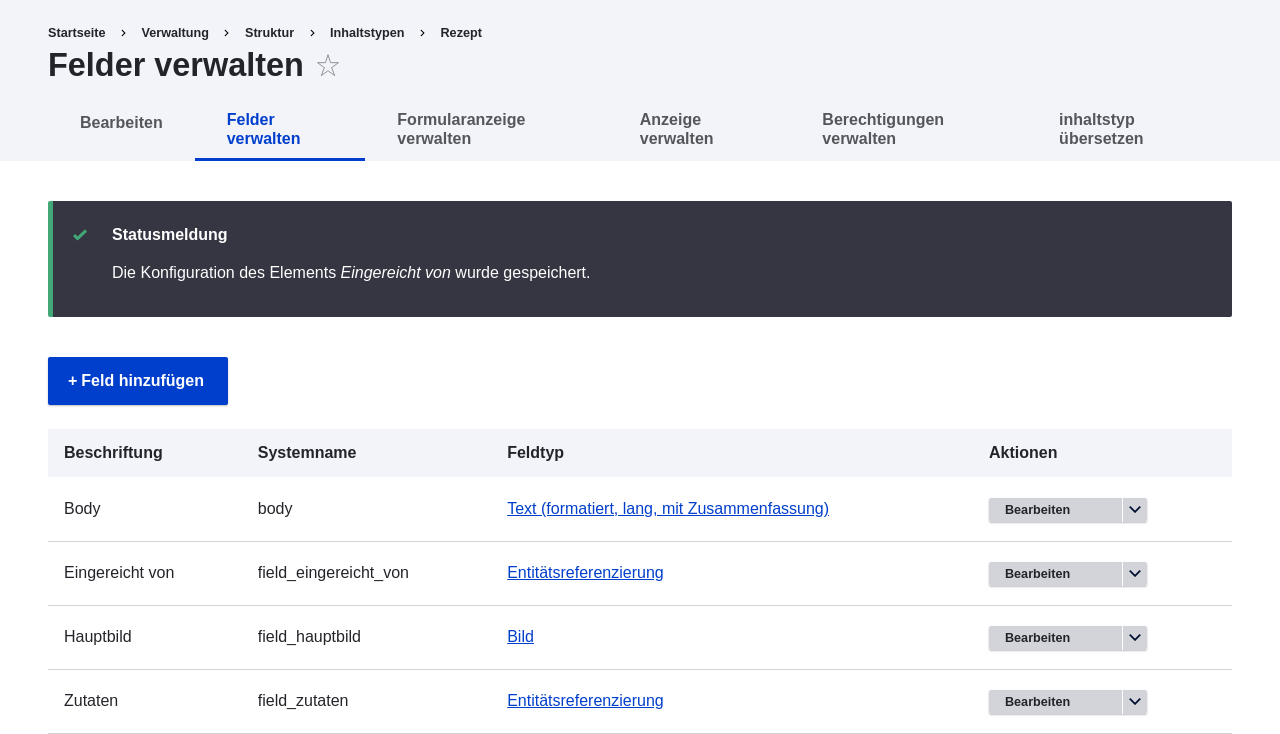 Startseite > Verwaltung > Struktur > Inhaltstypen > Rezept
Felder verwalten ☆
Bearbeiten
Felder
verwalten
Formularanzeige
verwalten
Anzeige
verwalten
Berechtigungen
verwalten
inhaltstyp
übersetzen
Statusmeldung
Die Konfiguration des Elements Eingereicht von wurde gespeichert.
+ Feld hinzufügen
Beschriftung Systemname Feldtyp Aktionen
Body body Text (formatiert, lang, mit Zusammenfassung) Bearbeiten
Eingereicht von field_eingereicht_von Entitätsreferenzierung Bearbeiten
Hauptbild field_hauptbild Bild Bearbeiten
Zutaten field_zutaten Entitätsreferenzierung Bearbeiten